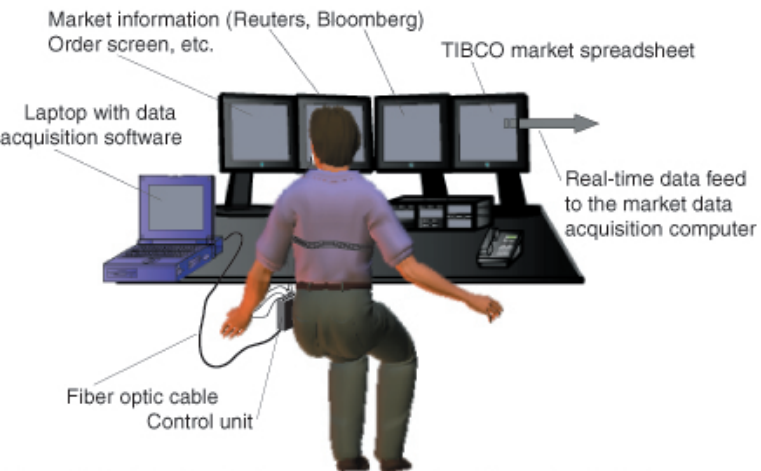 Market information (Reuters, Bloomberg)
Order screen, etc.
TIBCO market spreadsheet
Laptop with data
acquisition software
Real-time data feed
to the market data
acquisition computer
Fiber optic cable
Control unit